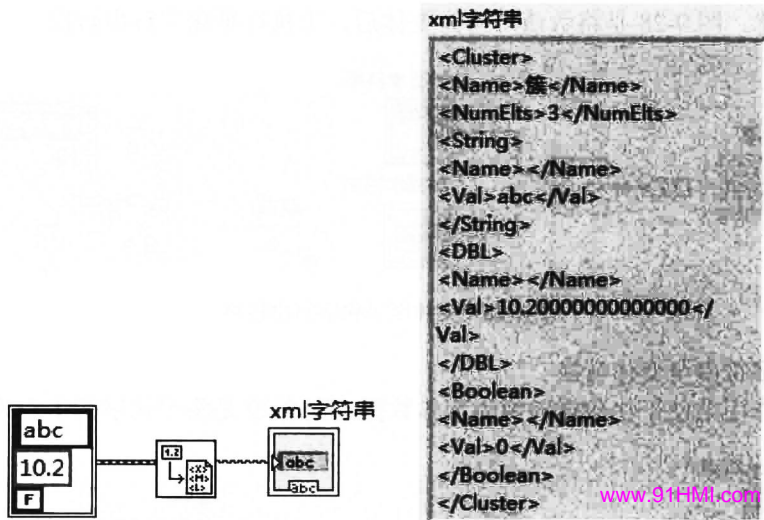 xml字符串
<Cluster>
<Name>簇</Name>
<NumElts>3</NumElts>
<String>
<Name></Name>
<Val>abc</Val>
</String>
<DBL>
<Name></Name>
<Val>10.20000000000000</
Val>
</DBL>
<Boolean>
<Name></Name>
<Val>0</Val>
</Boolean>
</Cluster>
abc
10.2
F
1.2
<X>
<M>
<L>
xml字符串
abc
abc
www.91HMI.com